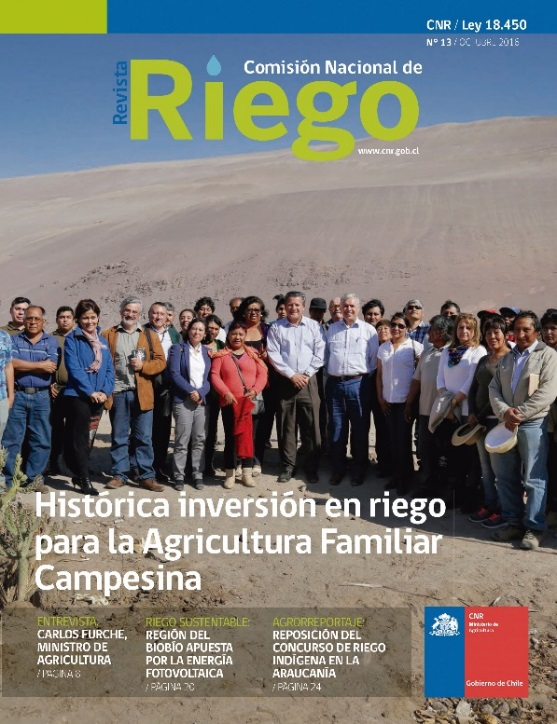 CNR / Ley 18.450
Nº 13 / OCTUBRE 2016
Revista
Riego
Comisión Nacional de
www.cnr.gob.cl
Histórica inversión en riego
para la Agricultura Familiar
Campesina
ENTREVISTA:
CARLOS FURCHE,
MINISTRO DE
AGRICULTURA
/ PÁGINA 8
RIEGO SUSTENTABLE:
REGIÓN DEL
BIOBÍO APUESTA
POR LA ENERGÍA
FOTOVOLTAICA
/ PÁGINA 20
AGRORREPORTAJE:
REPOSICIÓN DEL
CONCURSO DE RIEGO
INDÍGENA EN LA
ARAUCANÍA
/ PÁGINA 24
CNR
Ministerio de
Agricultura
Gobierno de Chile